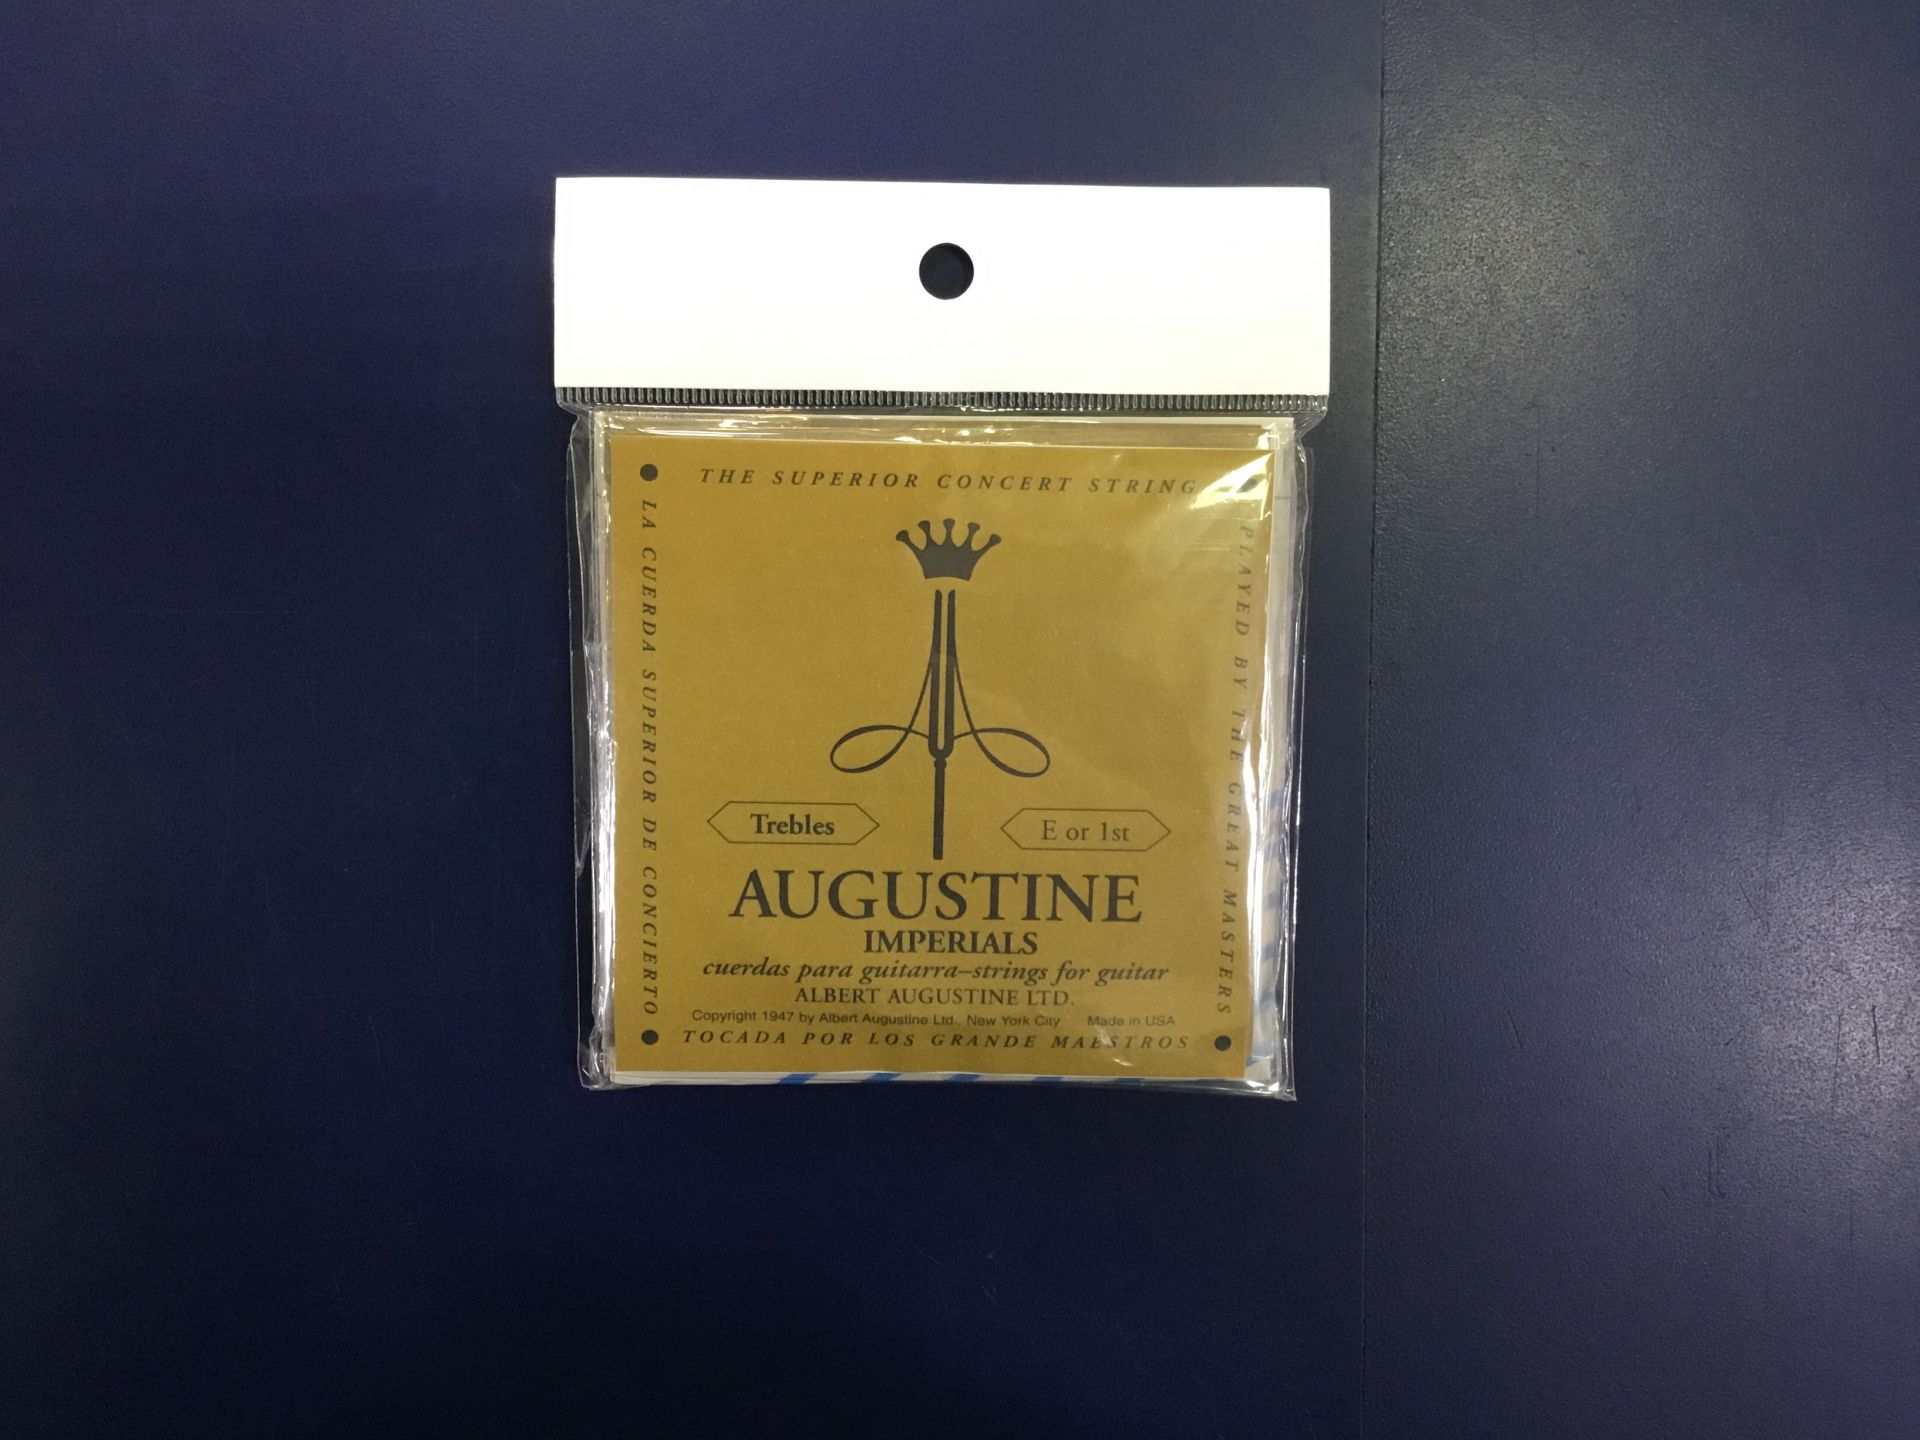 THE SUPERIOR CONCERT STRING
LA CUERDA SUPERIOR DE CONCIERTO
PLAYED BY THE GREAT MASTERS
Trebles
E or 1st
AUGUSTINE
IMPERIALS
cuerdas para guitarra–strings for guitar
ALBERT AUGUSTINE LTD.
Copyright 1947 by Albert Augustine Ltd., New York City Made in USA
TOCADA POR LOS GRANDE MAESTROS